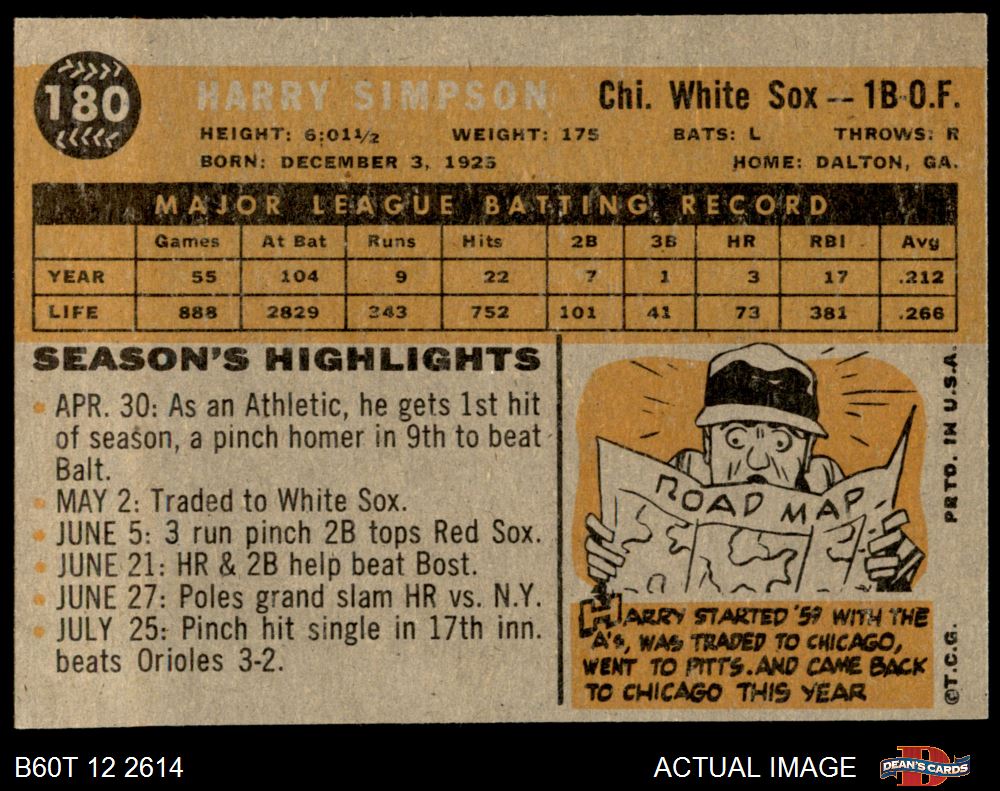 180
HARRY SIMPSON
Chi. White Sox -- 1B-O.F.
HEIGHT: 6:01½ WEIGHT: 175 BATS: L THROWS: R
BORN: DECEMBER 3, 1925 HOME: DALTON, GA.
MAJOR LEAGUE BATTING RECORD
Games At Bat Runs Hits 2B 3B HR RBI Avg
YEAR 55 104 9 22 7 1 3 17 .212
LIFE 888 2829 343 752 101 41 73 381 .266
SEASON'S HIGHLIGHTS
APR. 30: As an Athletic, he gets 1st hit
of season, a pinch homer in 9th to beat
Balt.
MAY 2: Traded to White Sox.
JUNE 5: 3 run pinch 2B tops Red Sox.
JUNE 21: HR & 2B help beat Bost.
JUNE 27: Poles grand slam HR vs. N.Y.
JULY 25: Pinch hit single in 17th inn.
beats Orioles 3-2.
ROAD MAP
HARRY STARTED '59 WITH THE
A's, WAS TRADED TO CHICAGO,
WENT TO PITTS. AND CAME BACK
TO CHICAGO THIS YEAR
©T.C.G. PRTD. IN U.S.A.
B60T 12 2614
ACTUAL IMAGE
D
DEAN'S CARDS